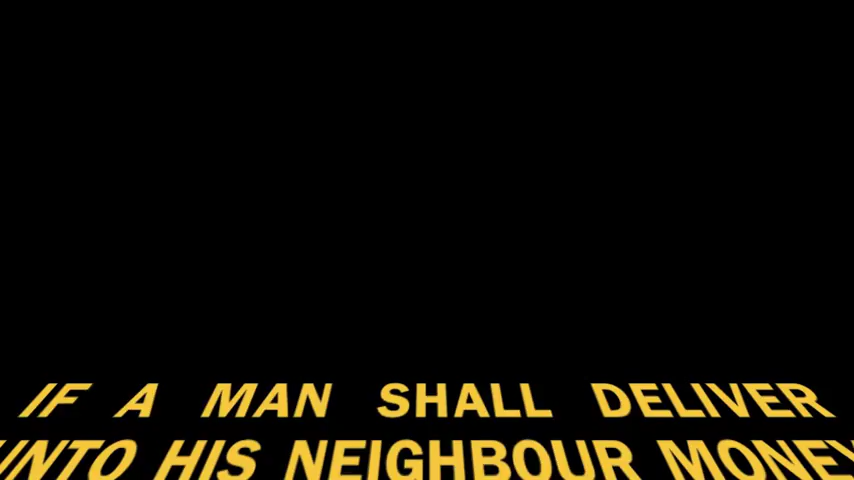 IF A MAN SHALL DELIVER
UNTO HIS NEIGHBOUR MONEY